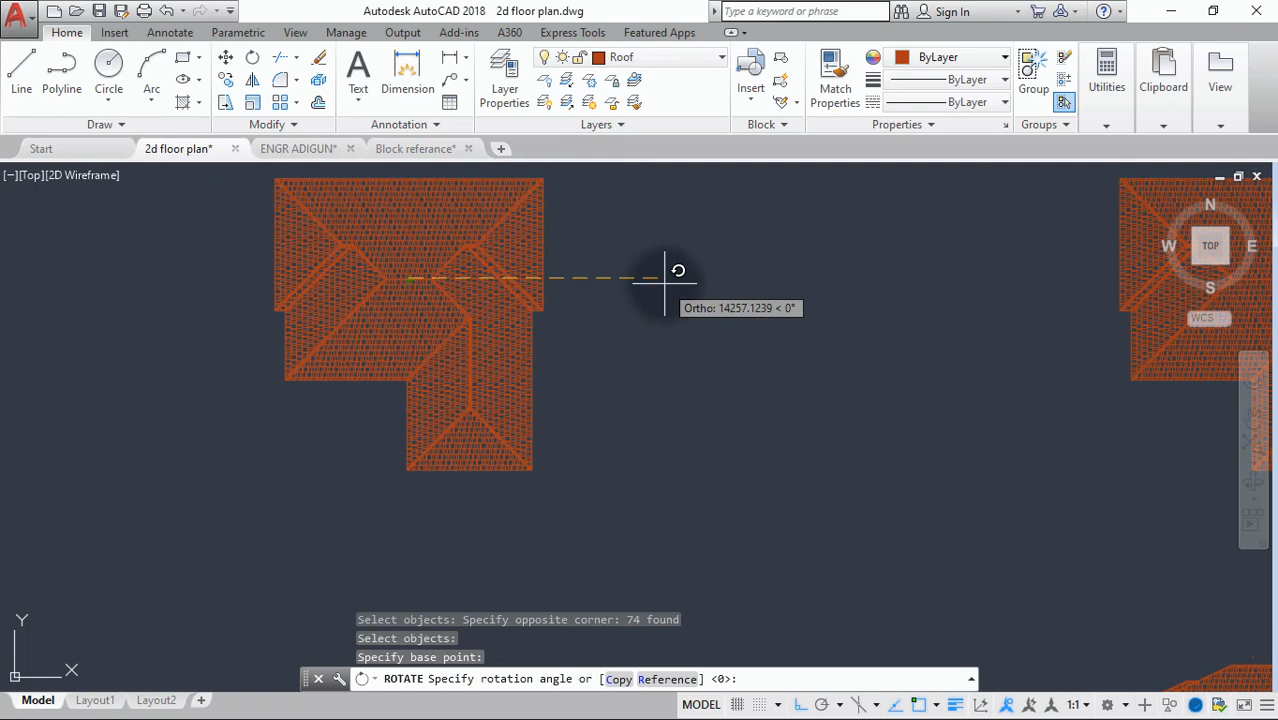 Autodesk AutoCAD 2018    2d floor plan.dwg
Type a keyword or phrase
Sign In
Home Insert Annotate Parametric View Manage Output Add-ins A360 Express Tools Featured Apps
Line Polyline Circle Arc
Text Dimension
Layer Properties
Roof
Insert
Match Properties
ByLayer
ByLayer
ByLayer
Group Utilities Clipboard View
Draw Modify Annotation Layers Block Properties Groups
Start 2d floor plan* ENGR ADIGUN* Block referance*
[−][Top][2D Wireframe]
N
W TOP E
S
WCS
Ortho: 14257.1239 < 0°
Select objects: Specify opposite corner: 74 found
Select objects:
Specify base point:
ROTATE Specify rotation angle or [Copy Reference] <0>:
Y
X
Model Layout1 Layout2 +
MODEL
1:1